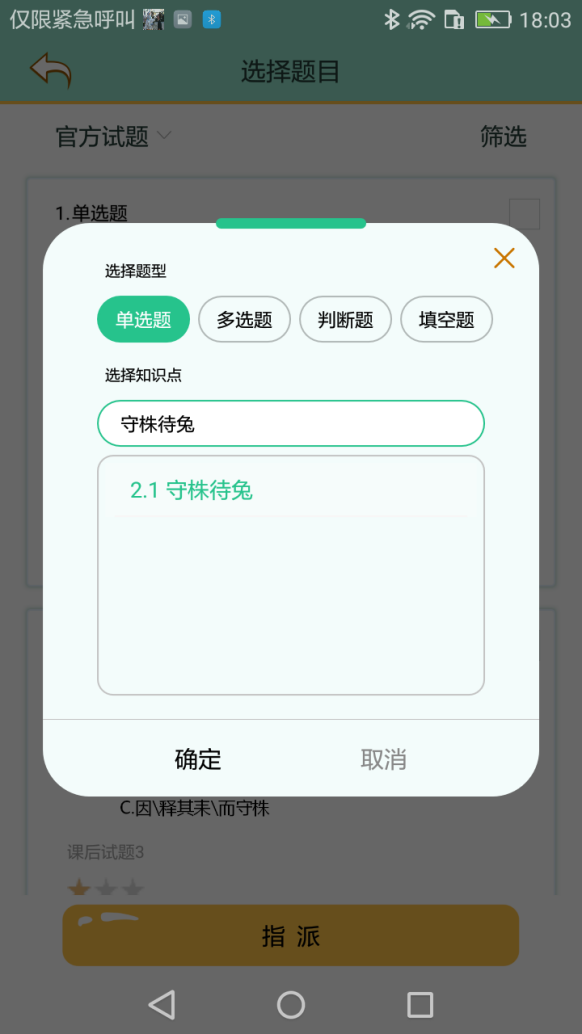 仅限紧急呼叫 18:03
选择题目
官方试题 筛选
1.单选题
选择题型
单选题 多选题 判断题 填空题
选择知识点
守株待兔
2.1 守株待兔
确定 取消
C.因\释其耒\而守株
课后试题3
指 派